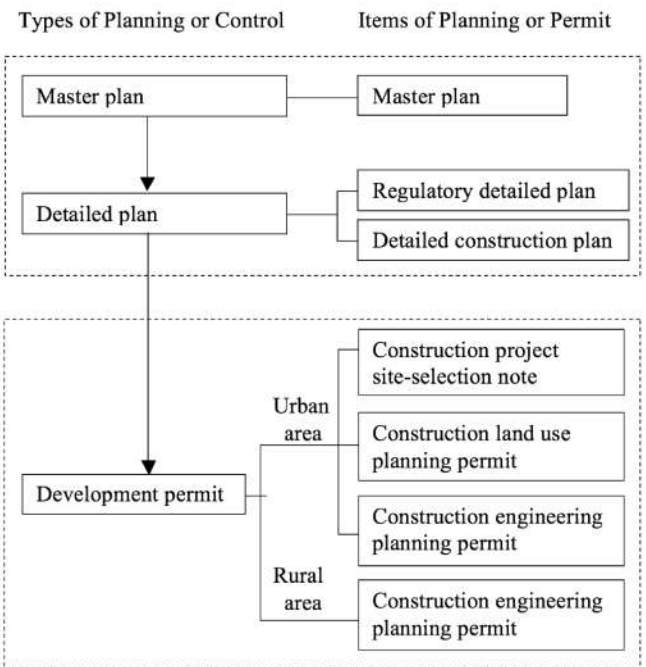 Types of Planning or Control
Items of Planning or Permit
Master plan
Master plan
Detailed plan
Regulatory detailed plan
Detailed construction plan
Development permit
Urban
area
Construction project
site-selection note
Construction land use
planning permit
Construction engineering
planning permit
Rural
area
Construction engineering
planning permit